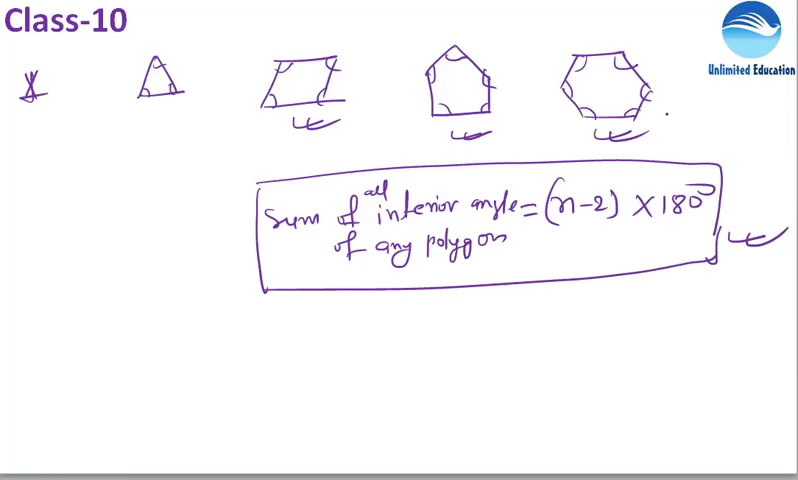 Class-10
Unlimited Education
Sum of all interior angle = (n-2) × 180°
of any polygon